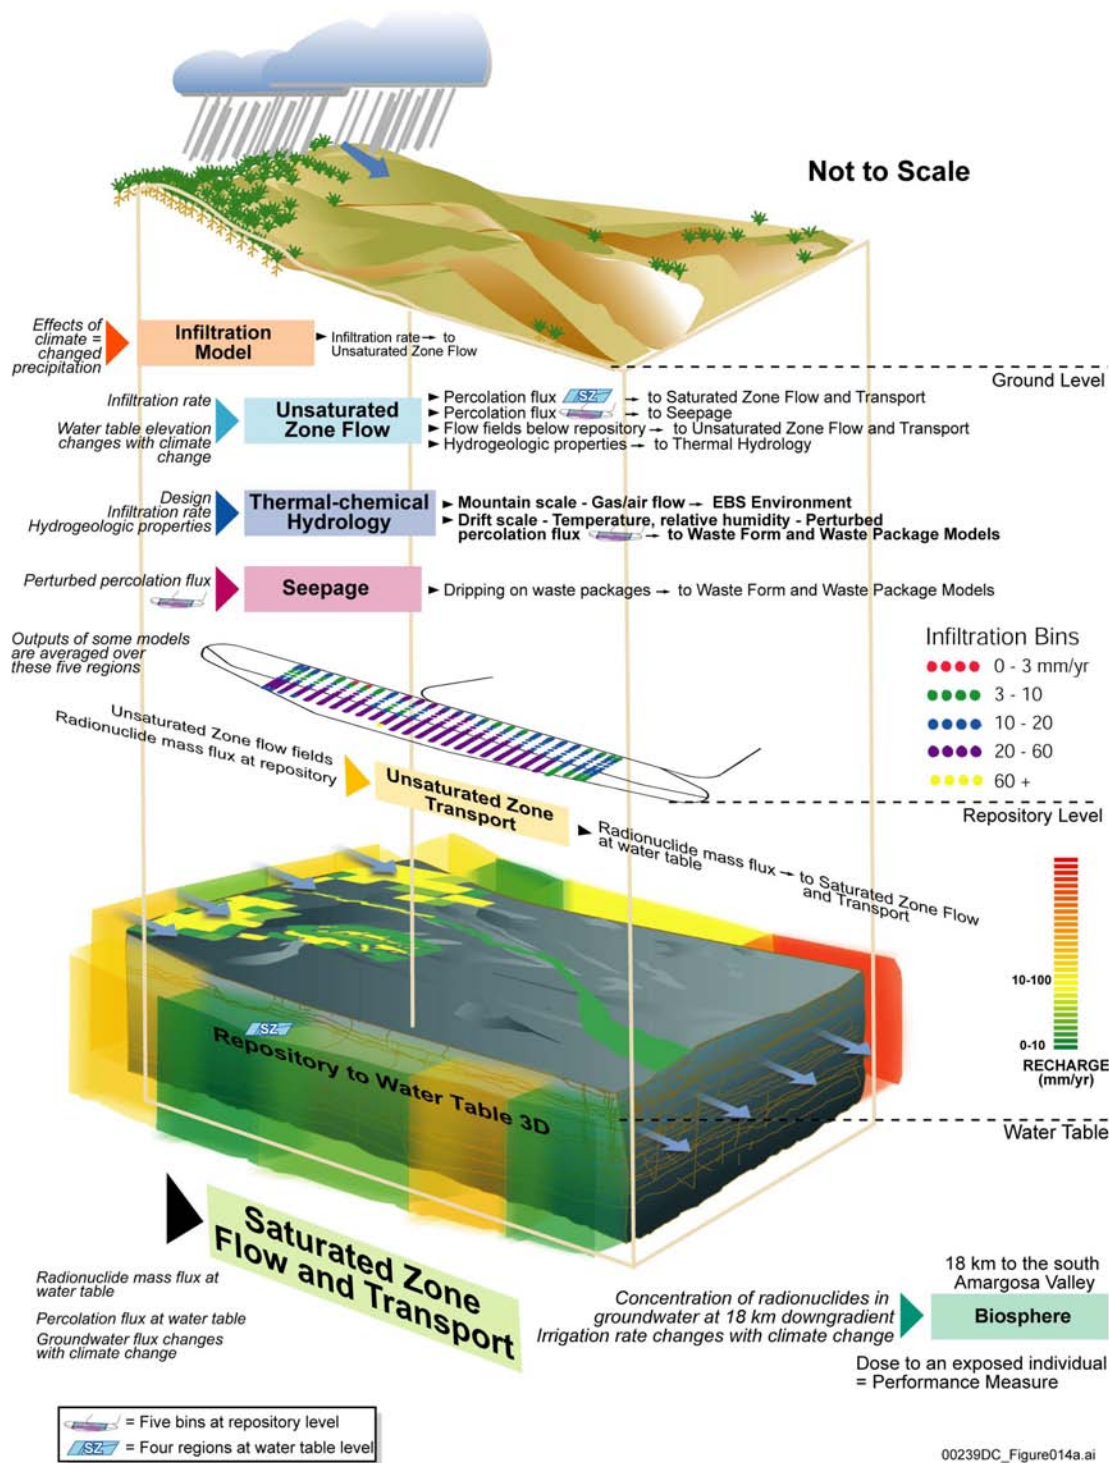 Not to Scale
Effects of
climate =
changed
precipitation
Infiltration
Model
Infiltration rate → to
Unsaturated Zone Flow
Ground Level
Infiltration rate
Water table elevation
changes with climate
change
Unsaturated
Zone Flow
Percolation flux SZ → to Saturated Zone Flow and Transport
Percolation flux → to Seepage
Flow fields below repository → to Unsaturated Zone Flow and Transport
Hydrogeologic properties → to Thermal Hydrology
Design
Infiltration rate
Hydrogeologic properties
Thermal-chemical
Hydrology
Mountain scale - Gas/air flow → EBS Environment
Drift scale - Temperature, relative humidity - Perturbed
percolation flux → to Waste Form and Waste Package Models
Perturbed percolation flux
Seepage
Dripping on waste packages → to Waste Form and Waste Package Models
Outputs of some models
are averaged over
these five regions
Infiltration Bins
0 - 3 mm/yr
3 - 10
10 - 20
20 - 60
60 +
Repository Level
Unsaturated Zone flow fields
Radionuclide mass flux at repository
Unsaturated Zone
Transport
Radionuclide mass flux → to Saturated Zone Flow
at water table
and Transport
10-100
0-10
RECHARGE
(mm/yr)
SZ
Repository to Water Table 3D
Water Table
Saturated Zone
Flow and Transport
Radionuclide mass flux at
water table
Percolation flux at water table
Groundwater flux changes
with climate change
Concentration of radionuclides in
groundwater at 18 km downgradient
Irrigation rate changes with climate change
18 km to the south
Amargosa Valley
Biosphere
Dose to an exposed individual
= Performance Measure
= Five bins at repository level
SZ = Four regions at water table level
00239DC_Figure014a.ai